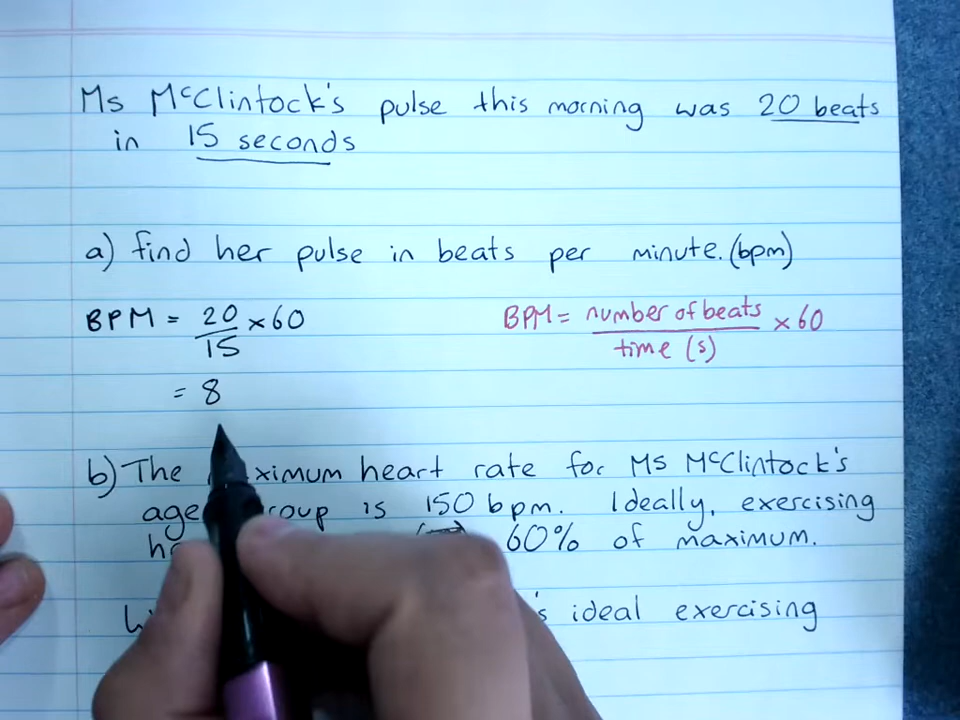 Ms McClintock's pulse this morning was 20 beats
in 15 seconds
a) find her pulse in beats per minute. (bpm)
BPM = 20/15 × 60
BPM = number of beats/time (s) × 60
= 8
b) The heart rate for Ms McClintock's
age is 150 bpm. Ideally, exercising
60% of maximum.
ideal exercising